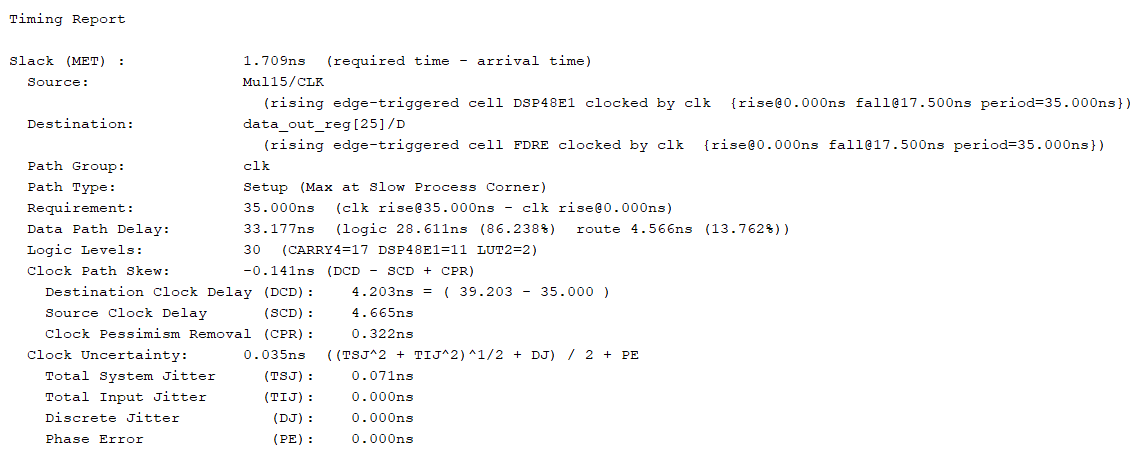 Timing Report
Slack (MET) : 1.709ns (required time - arrival time)
Source: Mul15/CLK
(rising edge-triggered cell DSP48E1 clocked by clk {rise@0.000ns fall@17.500ns period=35.000ns})
Destination: data_out_reg[25]/D
(rising edge-triggered cell FDRE clocked by clk {rise@0.000ns fall@17.500ns period=35.000ns})
Path Group: clk
Path Type: Setup (Max at Slow Process Corner)
Requirement: 35.000ns (clk rise@35.000ns - clk rise@0.000ns)
Data Path Delay: 33.177ns (logic 28.611ns (86.238%) route 4.566ns (13.762%))
Logic Levels: 30 (CARRY4=17 DSP48E1=11 LUT2=2)
Clock Path Skew: -0.141ns (DCD - SCD + CPR)
Destination Clock Delay (DCD): 4.203ns = ( 39.203 - 35.000 )
Source Clock Delay (SCD): 4.665ns
Clock Pessimism Removal (CPR): 0.322ns
Clock Uncertainty: 0.035ns ((TSJ^2 + TIJ^2)^1/2 + DJ) / 2 + PE
Total System Jitter (TSJ): 0.071ns
Total Input Jitter (TIJ): 0.000ns
Discrete Jitter (DJ): 0.000ns
Phase Error (PE): 0.000ns